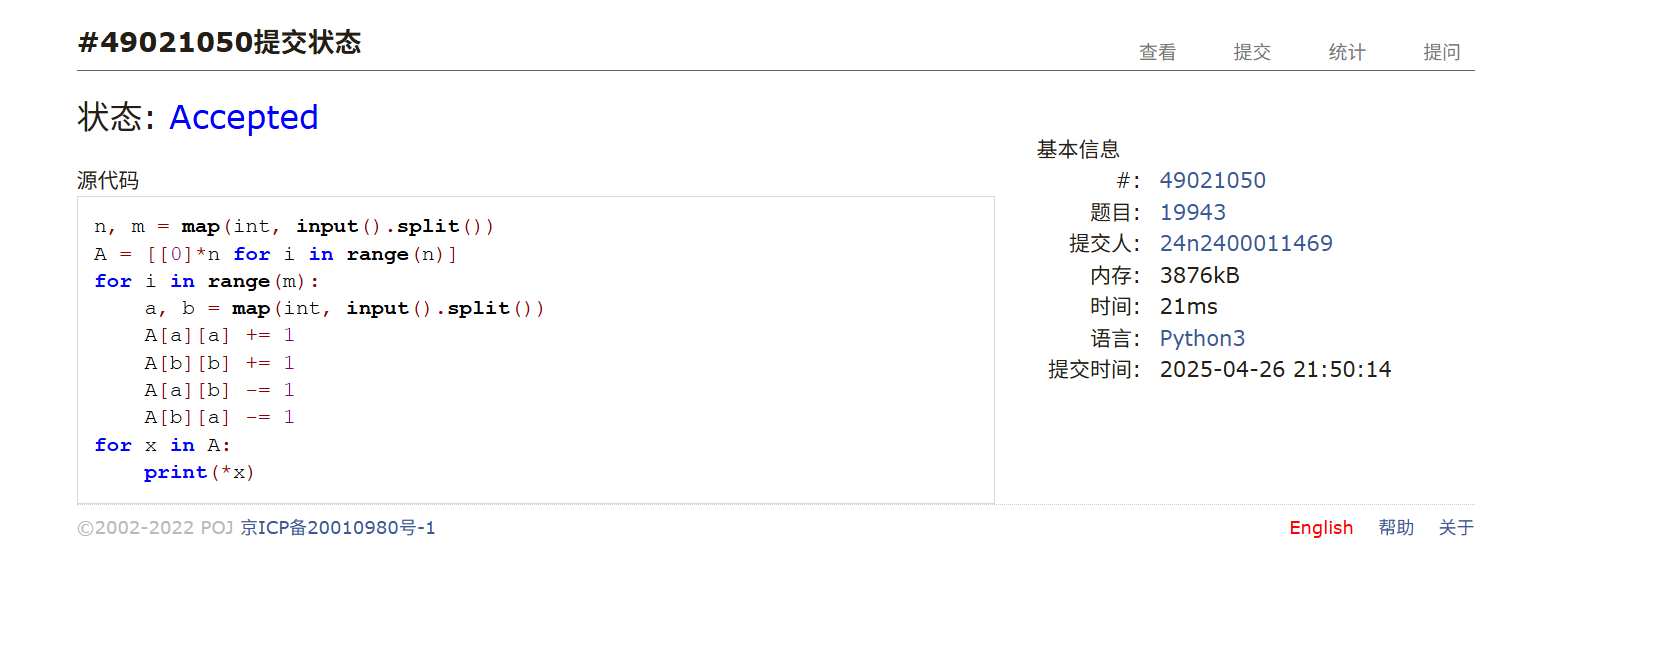 #49021050提交状态
查看 提交 统计 提问
状态: Accepted
源代码
n, m = map(int, input().split())
A = [[0]*n for i in range(n)]
for i in range(m):
    a, b = map(int, input().split())
    A[a][a] += 1
    A[b][b] += 1
    A[a][b] -= 1
    A[b][a] -= 1
for x in A:
    print(*x)
基本信息
#: 49021050
题目: 19943
提交人: 24n2400011469
内存: 3876kB
时间: 21ms
语言: Python3
提交时间: 2025-04-26 21:50:14
©2002-2022 POJ 京ICP备20010980号-1
English 帮助 关于